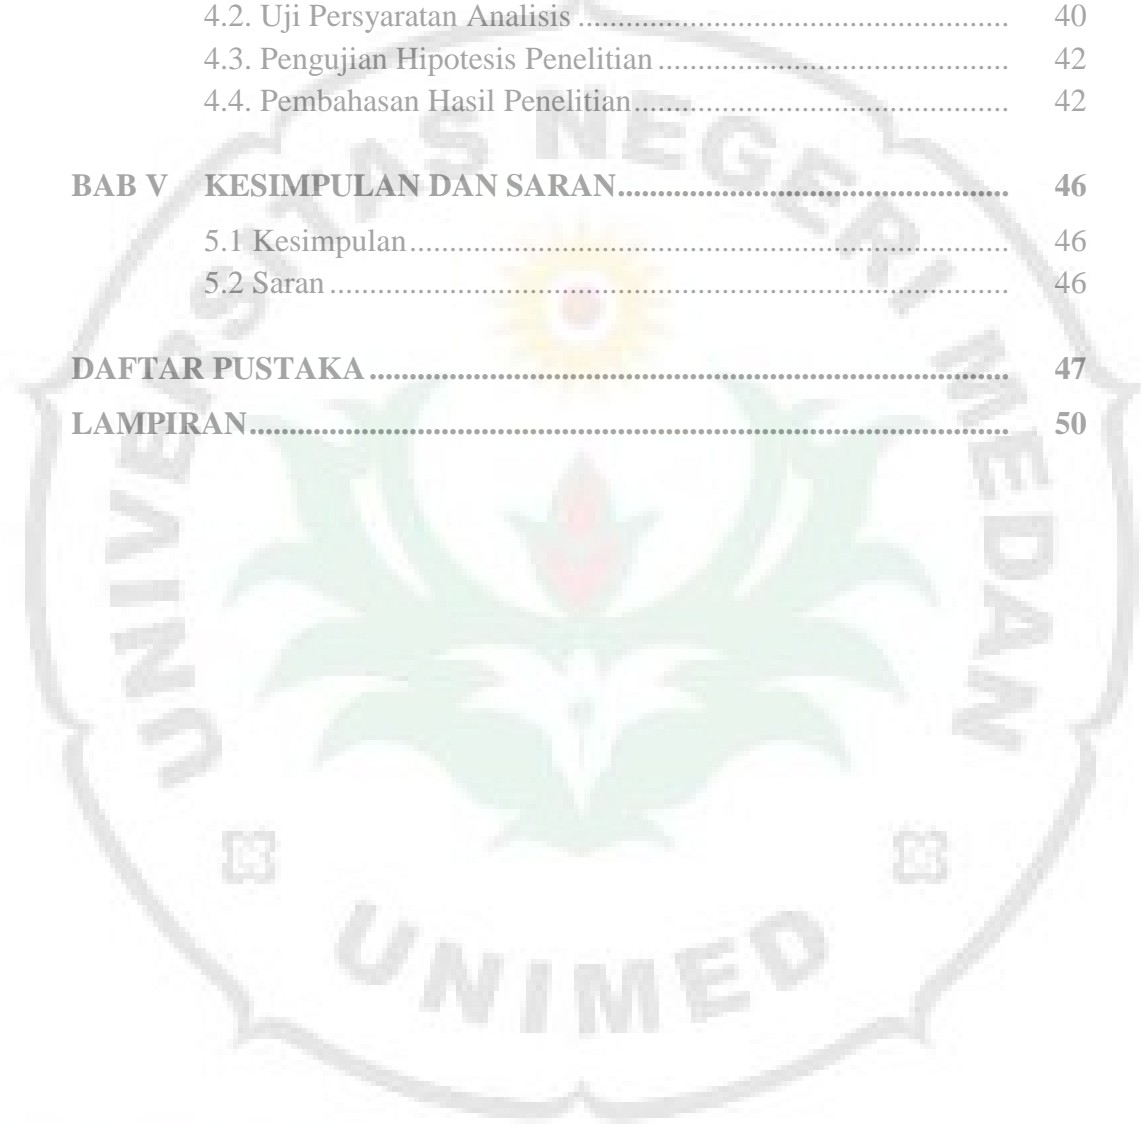 4.2. Uji Persyaratan Analisis ...................................................... 40
4.3. Pengujian Hipotesis Penelitian ............................................ 42
4.4. Pembahasan Hasil Penelitian............................................... 42
BAB V KESIMPULAN DAN SARAN................................................. 46
5.1 Kesimpulan........................................................................... 46
5.2 Saran ..................................................................................... 46
DAFTAR PUSTAKA ................................................................................ 47
LAMPIRAN............................................................................................... 50
UNIVERSITAS NEGERI MEDAN
UNIMED